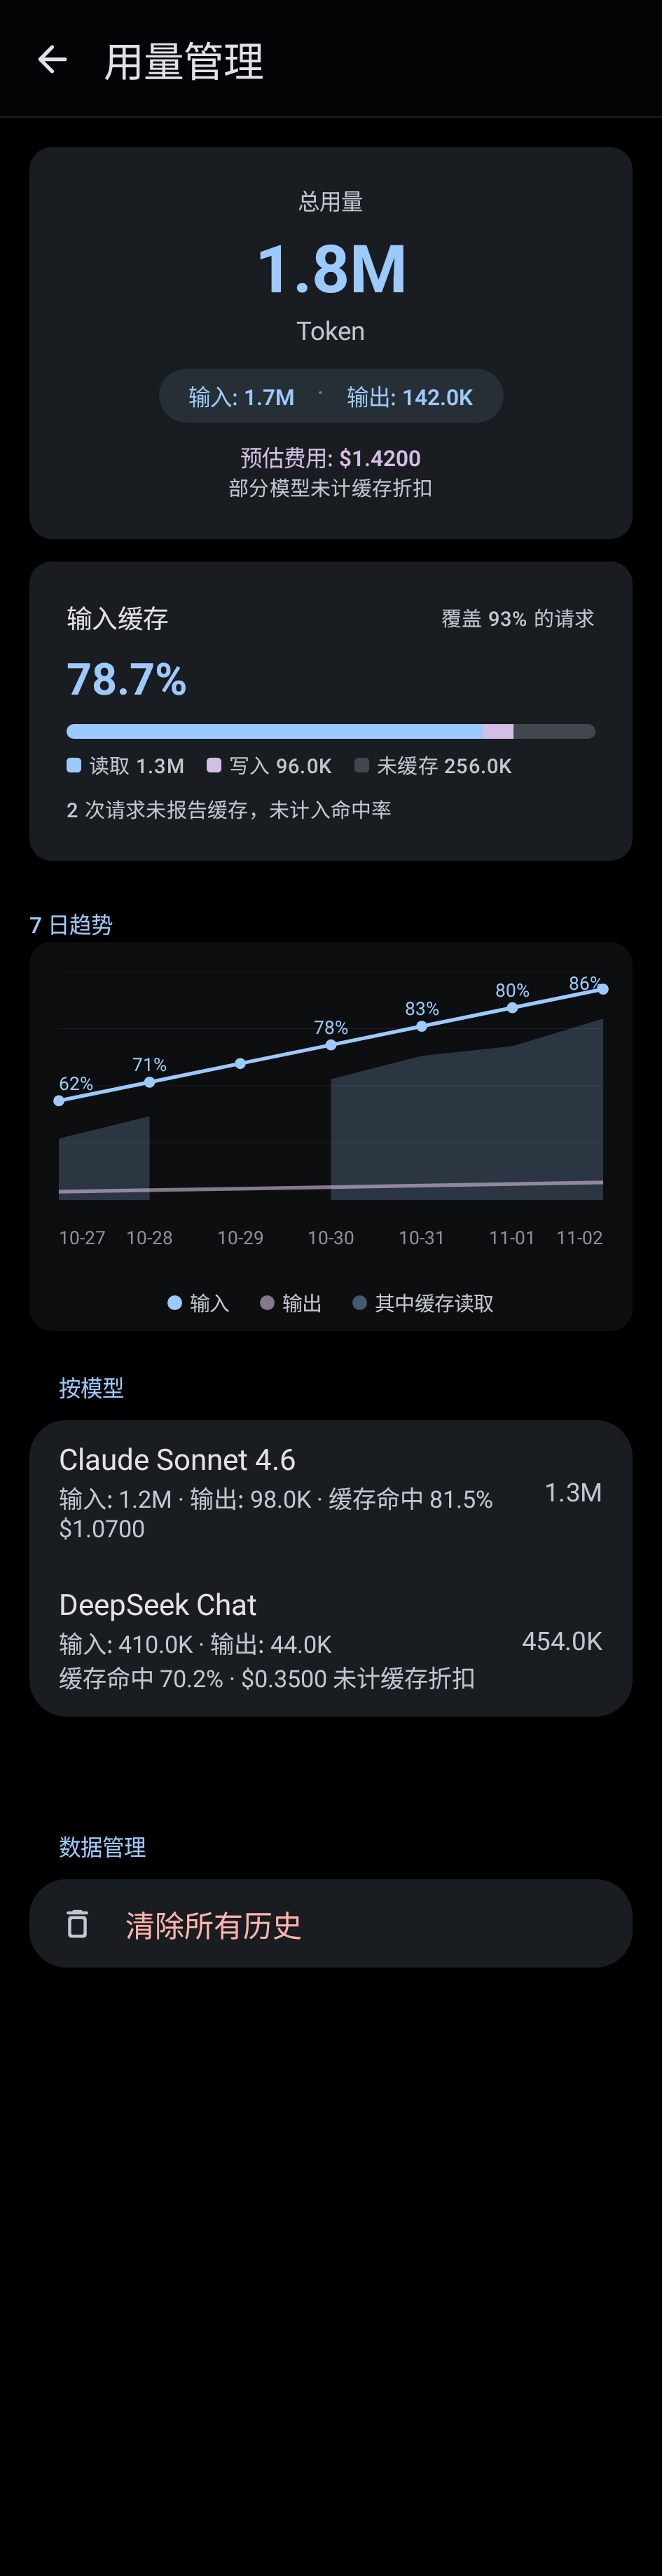 用量管理
总用量
1.8M
Token
输入: 1.7M · 输出: 142.0K
预估费用: $1.4200
部分模型未计缓存折扣
输入缓存 覆盖 93% 的请求
78.7%
读取 1.3M 写入 96.0K 未缓存 256.0K
2 次请求未报告缓存，未计入命中率
7 日趋势
62% 71% 78% 83% 80% 86%
10-27 10-28 10-29 10-30 10-31 11-01 11-02
输入 输出 其中缓存读取
按模型
Claude Sonnet 4.6
输入: 1.2M · 输出: 98.0K · 缓存命中 81.5% 1.3M
$1.0700
DeepSeek Chat
输入: 410.0K · 输出: 44.0K 454.0K
缓存命中 70.2% · $0.3500 未计缓存折扣
数据管理
清除所有历史